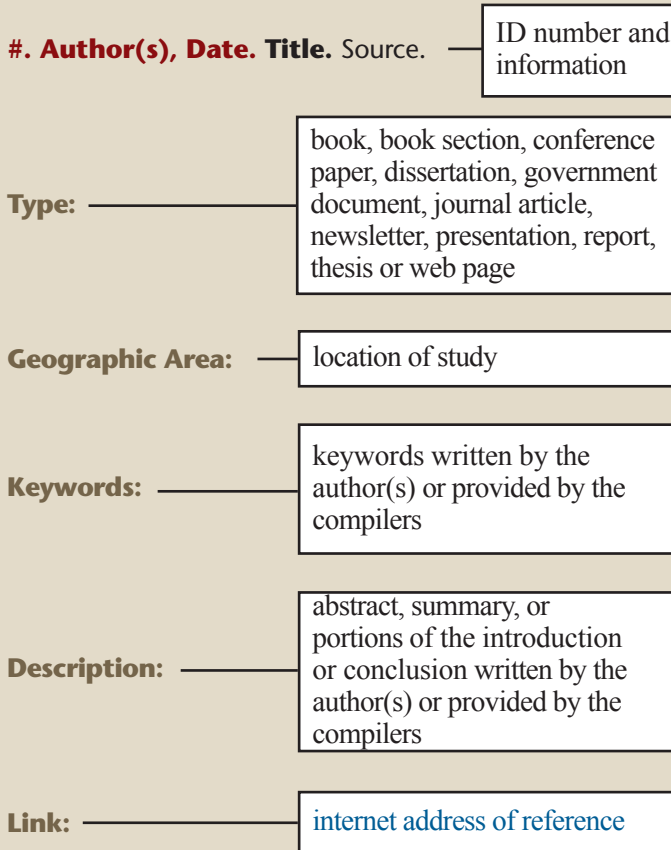 #. Author(s), Date. Title. Source.
ID number and
information
Type:
book, book section, conference
paper, dissertation, government
document, journal article,
newsletter, presentation, report,
thesis or web page
Geographic Area:
location of study
Keywords:
keywords written by the
author(s) or provided by the
compilers
Description:
abstract, summary, or
portions of the introduction
or conclusion written by the
author(s) or provided by the
compilers
Link:
internet address of reference